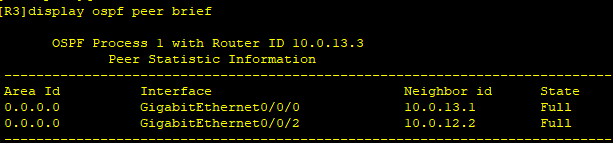 [R3]display ospf peer brief
OSPF Process 1 with Router ID 10.0.13.3
Peer Statistic Information
----------------------------------------------------------------------------
Area Id Interface Neighbor id State
0.0.0.0 GigabitEthernet0/0/0 10.0.13.1 Full
0.0.0.0 GigabitEthernet0/0/2 10.0.12.2 Full
----------------------------------------------------------------------------